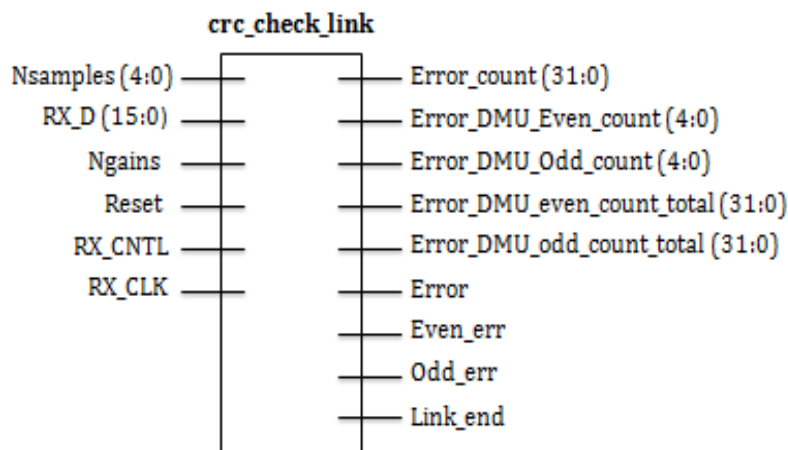 crc_check_link
Nsamples (4:0)
RX_D (15:0)
Ngains
Reset
RX_CNTL
RX_CLK
Error_count (31:0)
Error_DMU_Even_count (4:0)
Error_DMU_Odd_count (4:0)
Error_DMU_even_count_total (31:0)
Error_DMU_odd_count_total (31:0)
Error
Even_err
Odd_err
Link_end